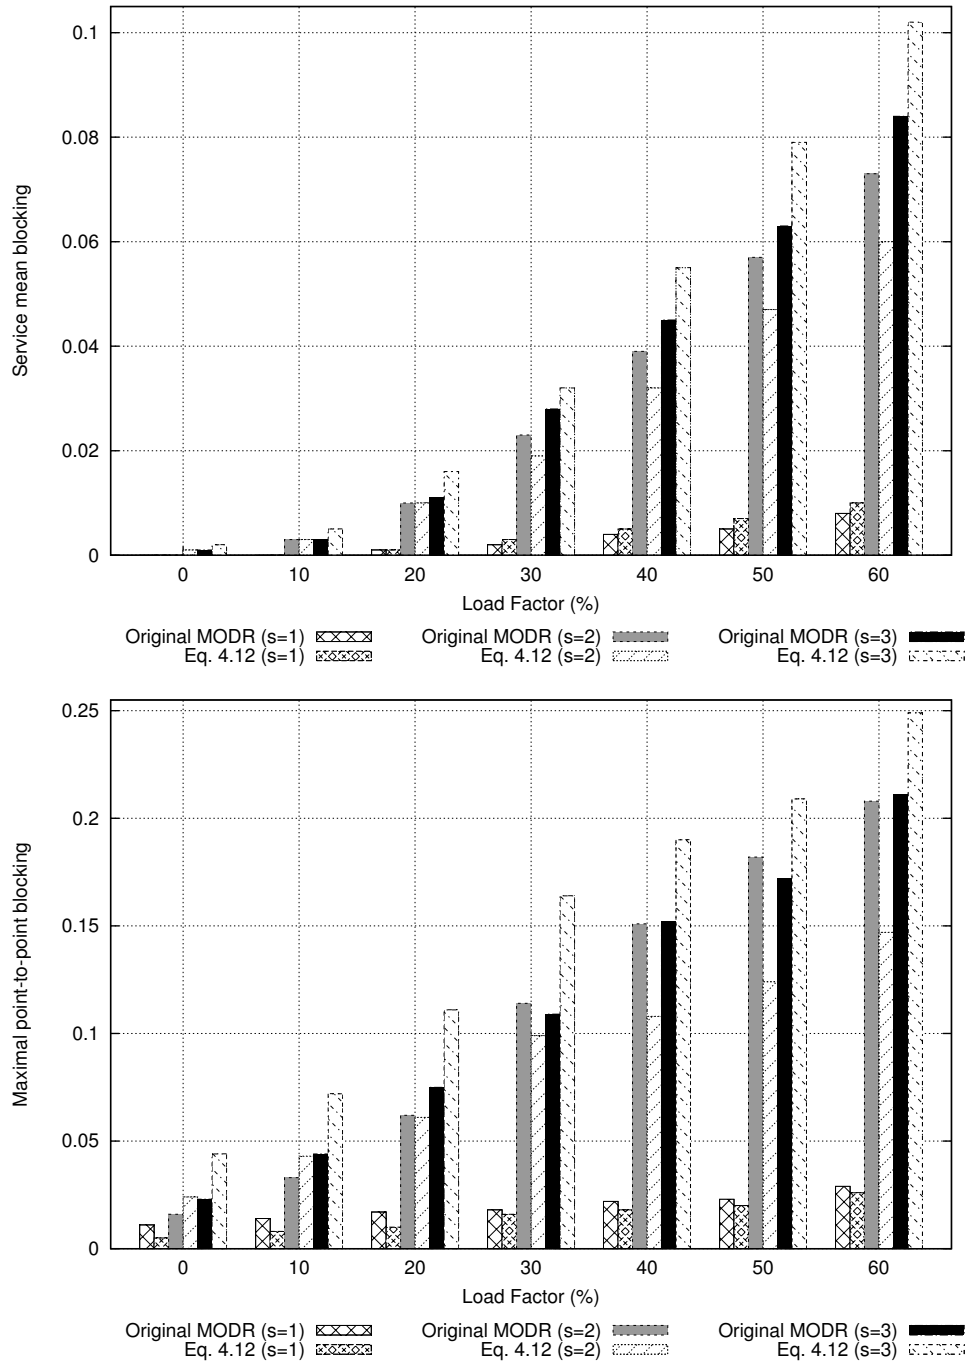 0.1
0.08
0.06
0.04
0.02
0
Service mean blocking
0 10 20 30 40 50 60
Load Factor (%)
Original MODR (s=1) Original MODR (s=2) Original MODR (s=3)
Eq. 4.12 (s=1) Eq. 4.12 (s=2) Eq. 4.12 (s=3)
0.25
0.2
0.15
0.1
0.05
0
Maximal point-to-point blocking
0 10 20 30 40 50 60
Load Factor (%)
Original MODR (s=1) Original MODR (s=2) Original MODR (s=3)
Eq. 4.12 (s=1) Eq. 4.12 (s=2) Eq. 4.12 (s=3)